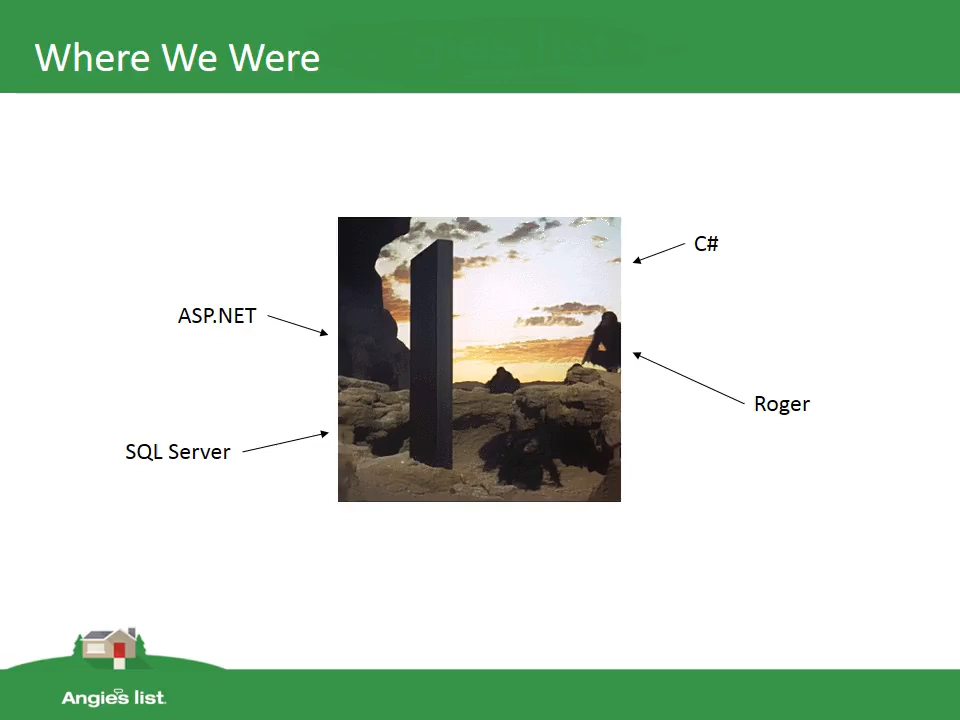 Where We Were
C#
ASP.NET
Roger
SQL Server
Angie's list